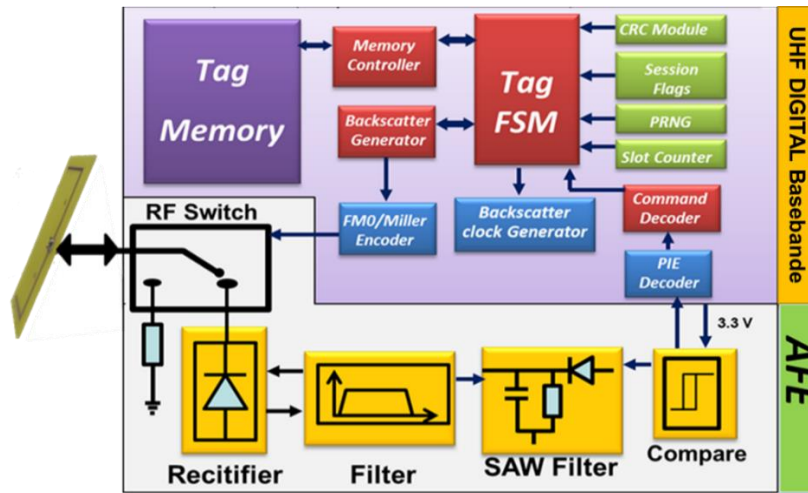 Tag
Memory
Memory
Controller
Tag
FSM
CRC Module
Session
Flags
PRNG
Slot Counter
Backscatter
Generator
RF Switch
FM0/Miller
Encoder
Backscatter
clock Generator
Command
Decoder
PIE
Decoder
UHF DIGITAL Basebande
3.3 V
AFE
Recitifier
Filter
SAW Filter
Compare